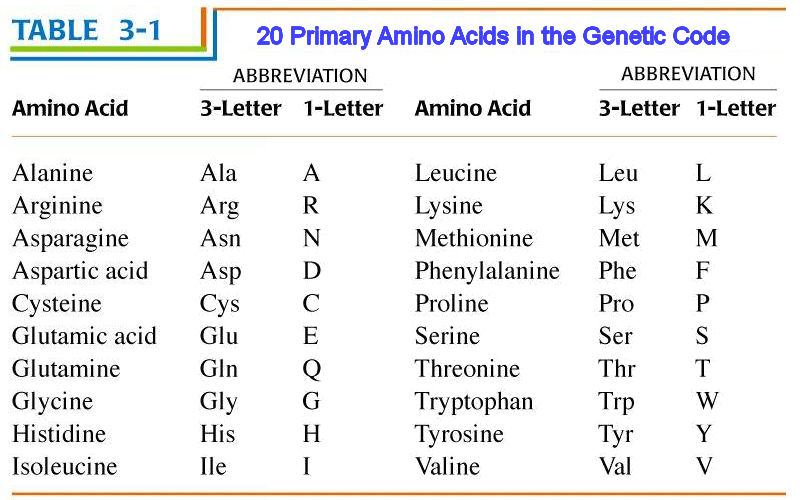 TABLE 3-1
20 Primary Amino Acids in the Genetic Code
ABBREVIATION ABBREVIATION
Amino Acid 3-Letter 1-Letter Amino Acid 3-Letter 1-Letter
Alanine Ala A Leucine Leu L
Arginine Arg R Lysine Lys K
Asparagine Asn N Methionine Met M
Aspartic acid Asp D Phenylalanine Phe F
Cysteine Cys C Proline Pro P
Glutamic acid Glu E Serine Ser S
Glutamine Gln Q Threonine Thr T
Glycine Gly G Tryptophan Trp W
Histidine His H Tyrosine Tyr Y
Isoleucine Ile I Valine Val V